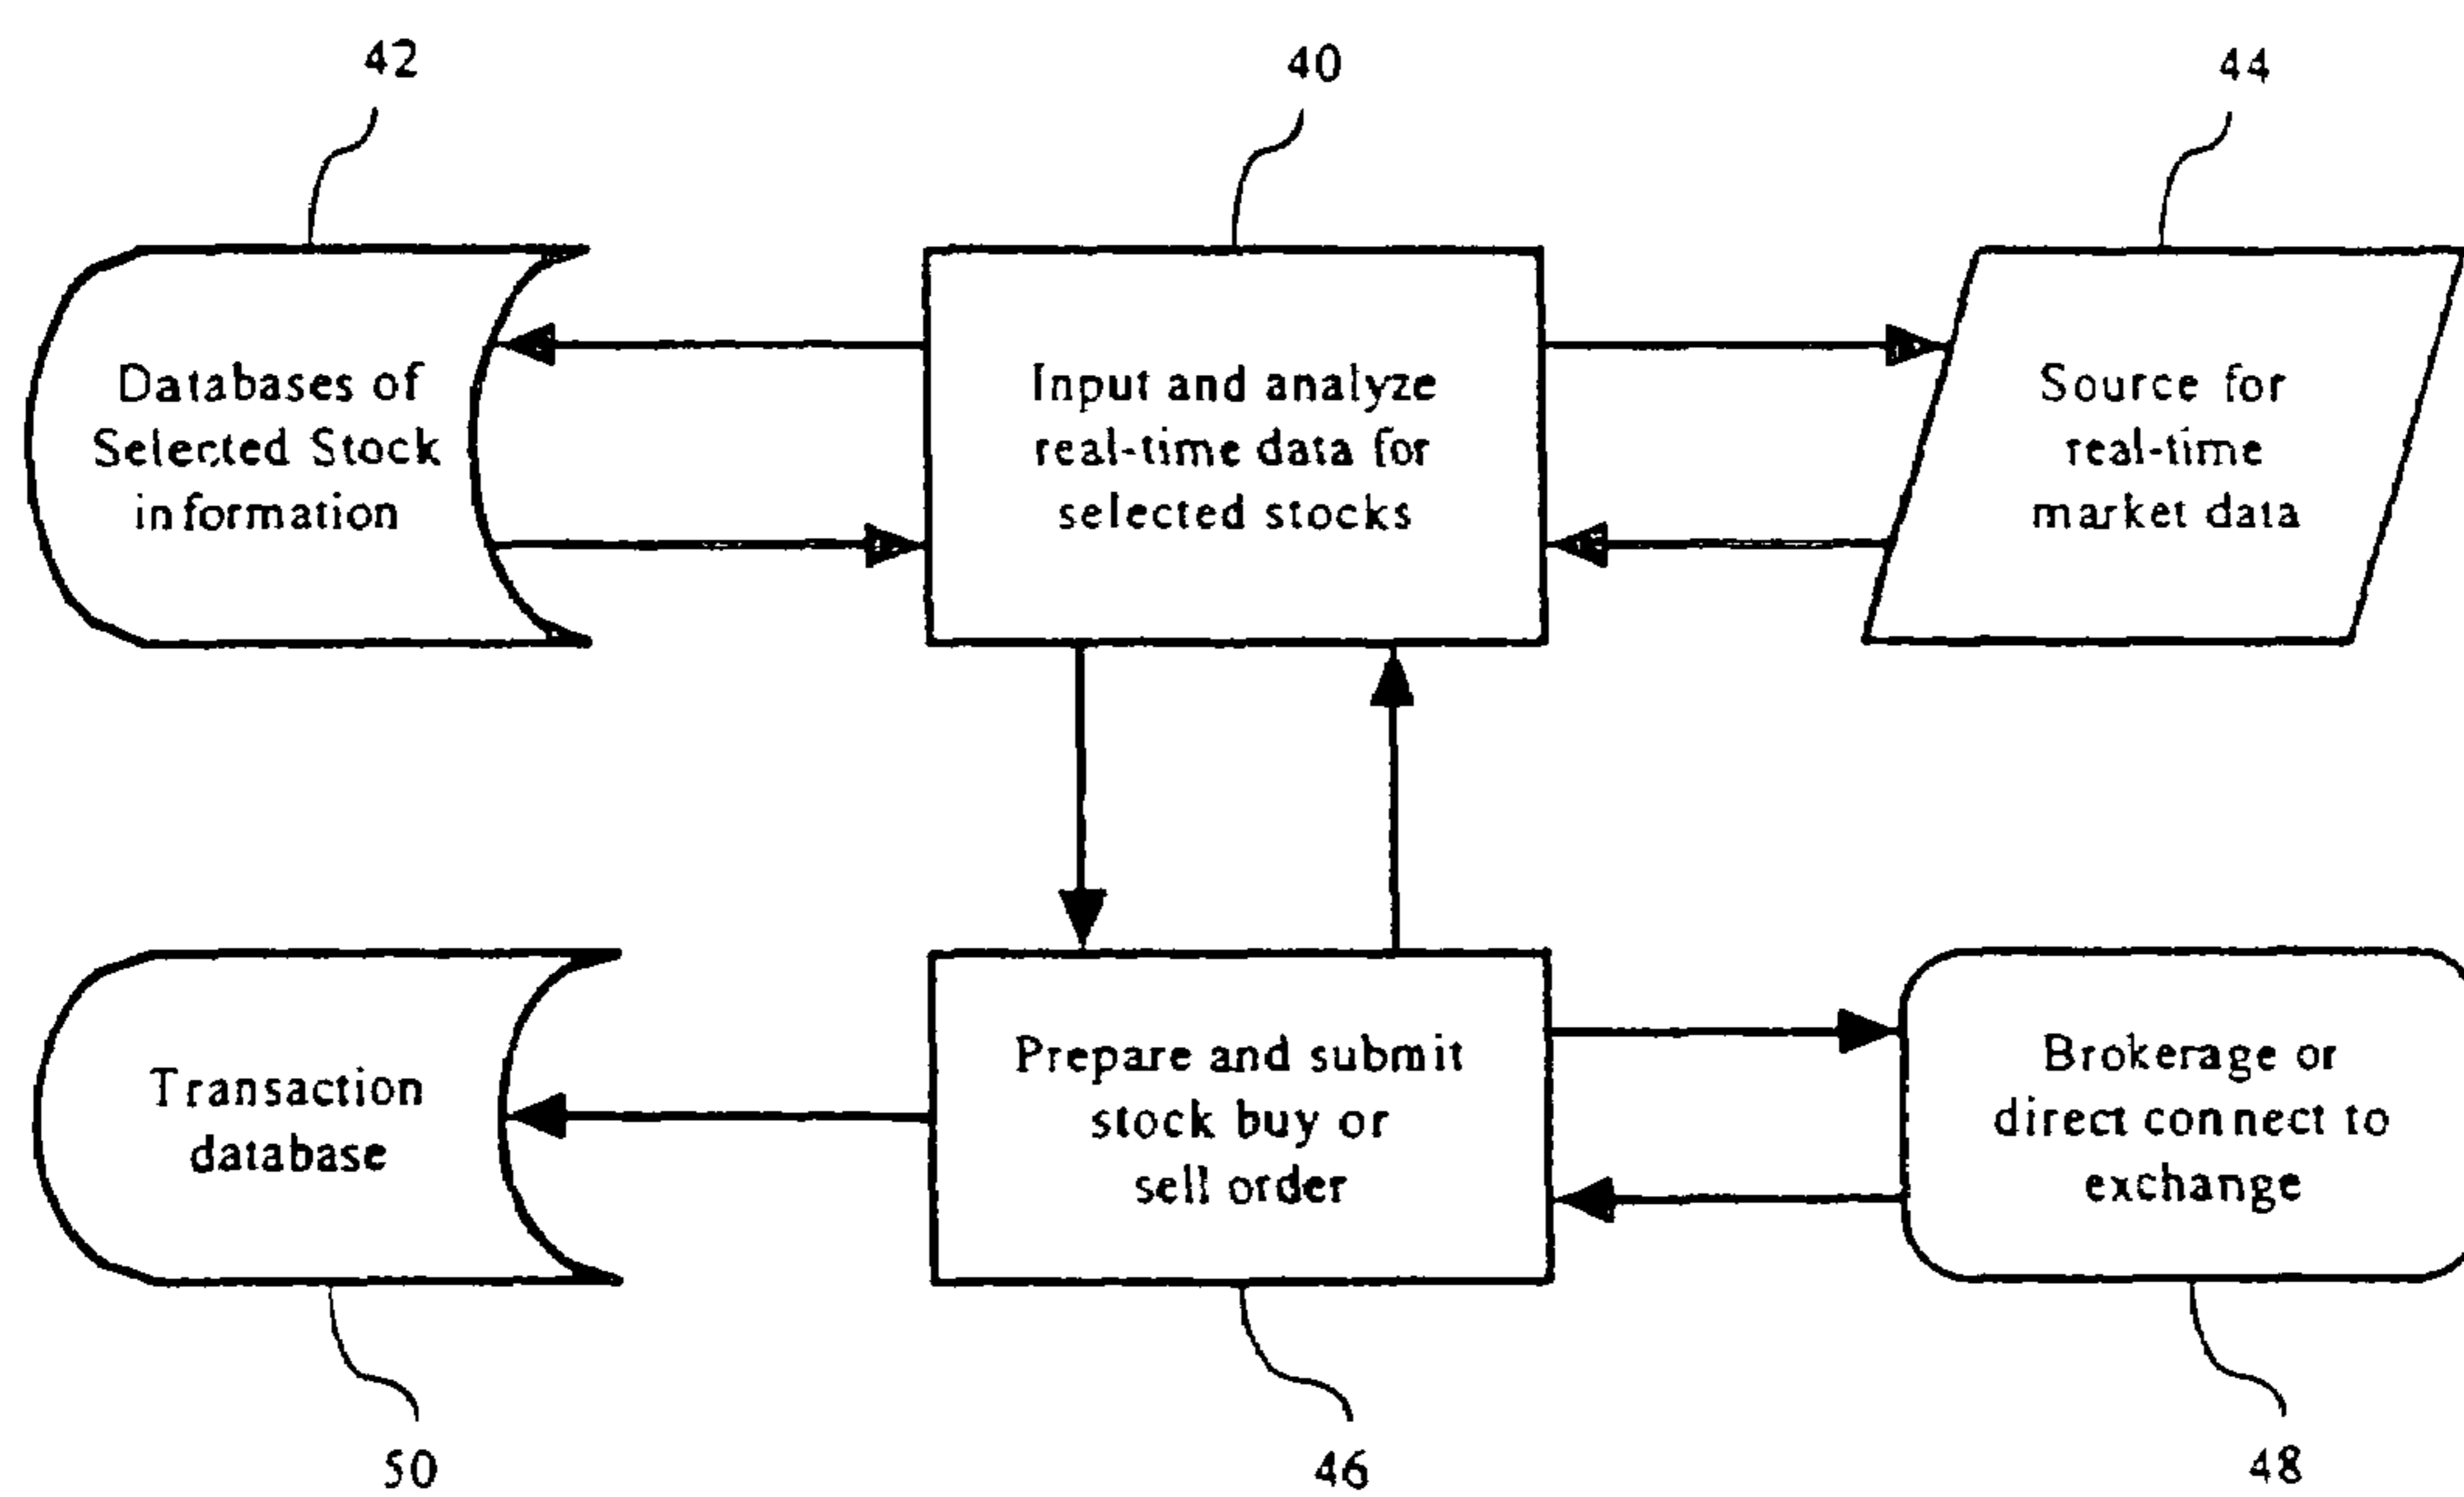 42
40
44
Databases of
Selected Stock
information
Input and analyze
real-time data for
selected stocks
Source for
real-time
market data
Transaction
database
Prepare and submit
stock buy or
sell order
Brokerage or
direct connect to
exchange
50
46
48